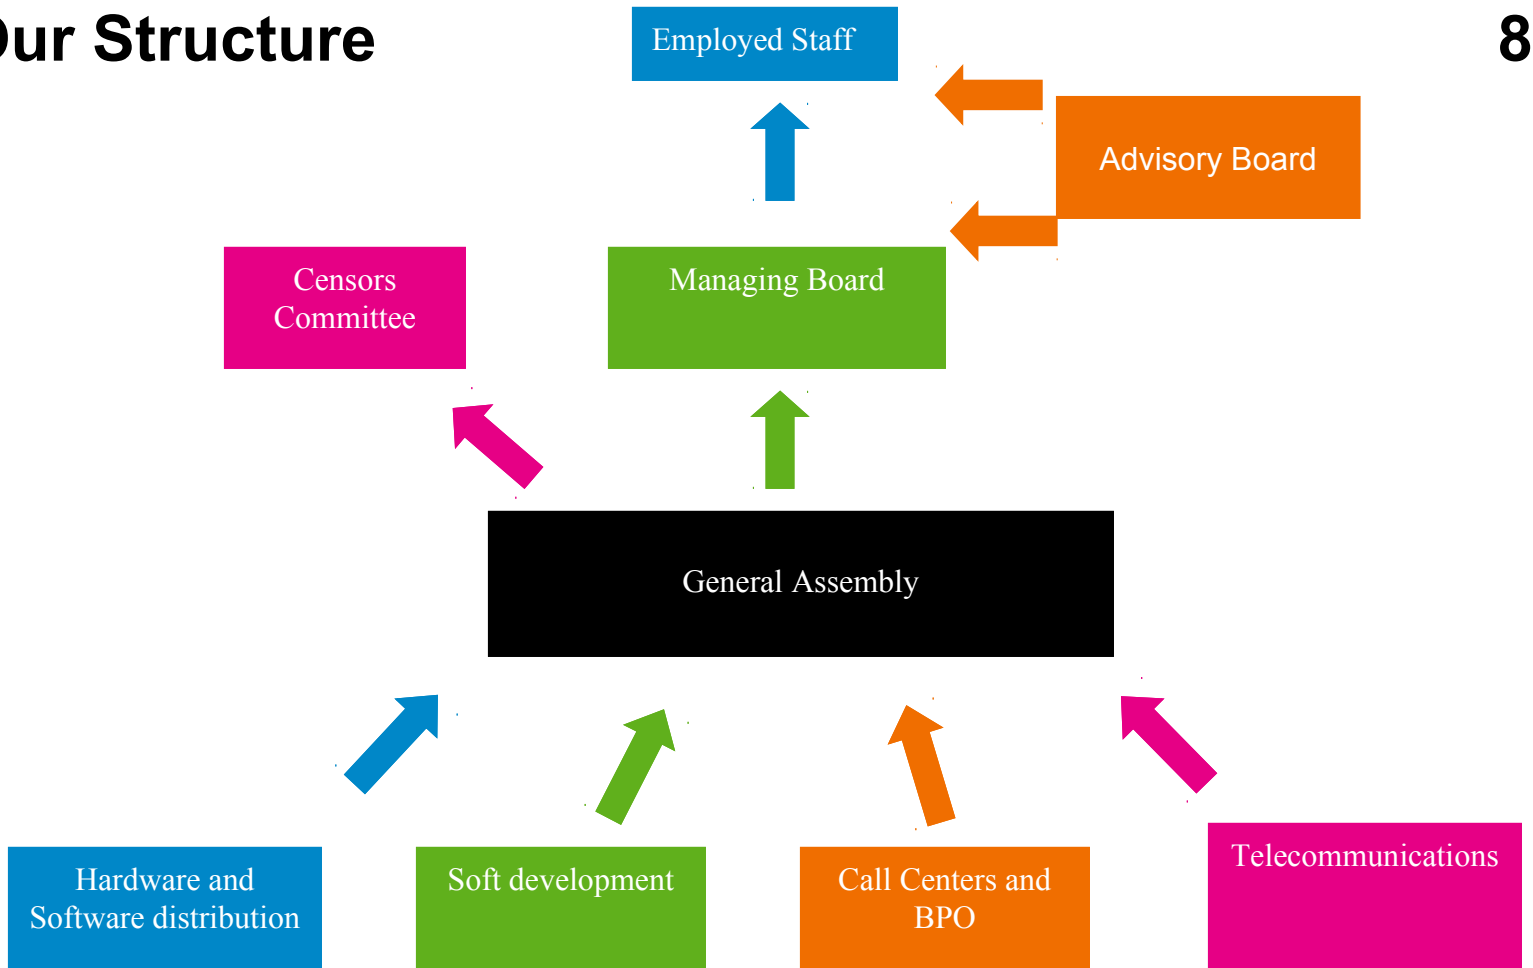 Our Structure
8
Employed Staff
Advisory Board
Censors
Committee
Managing Board
General Assembly
Hardware and
Software distribution
Soft development
Call Centers and
BPO
Telecommunications